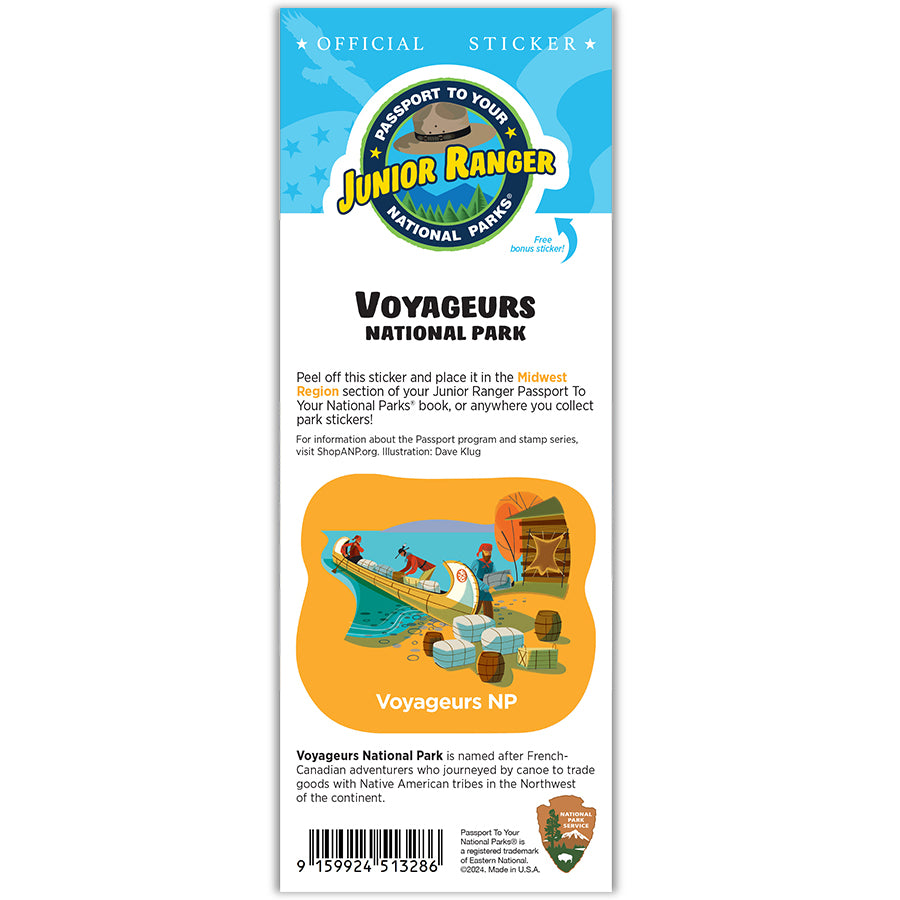 ★ OFFICIAL STICKER ★
PASSPORT TO YOUR
JUNIOR RANGER
NATIONAL PARKS®
Free
bonus sticker!
VOYAGEURS
NATIONAL PARK
Peel off this sticker and place it in the Midwest
Region section of your Junior Ranger Passport To
Your National Parks® book, or anywhere you collect
park stickers!
For information about the Passport program and stamp series,
visit ShopANP.org. Illustration: Dave Klug
Voyageurs NP
Voyageurs National Park is named after French-
Canadian adventurers who journeyed by canoe to trade
goods with Native American tribes in the Northwest
of the continent.
9 159924 513286
Passport To Your
National Parks® is
a registered trademark
of Eastern National.
©2024. Made in U.S.A.
NATIONAL
PARK
SERVICE